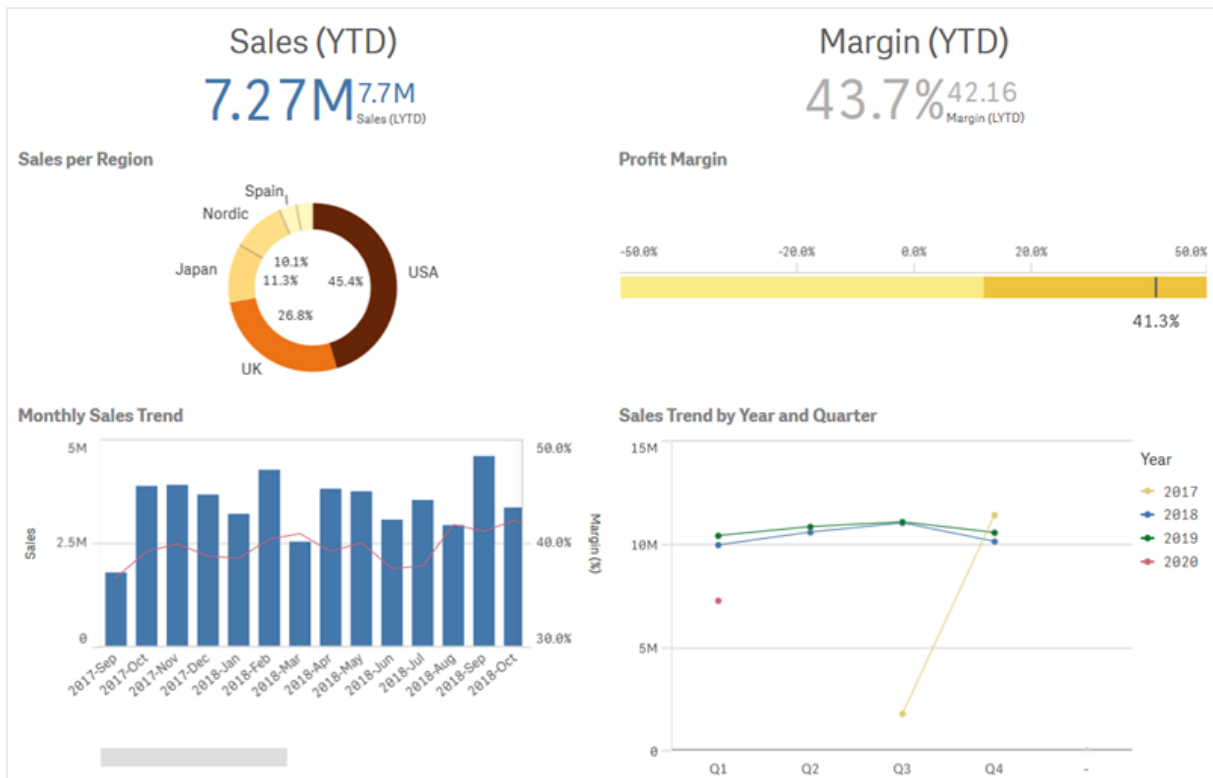 Sales (YTD)
7.27M 7.7M
Sales (LYTD)
Margin (YTD)
43.7% 42.16
Margin (LYTD)
Sales per Region
Spain
Nordic
Japan
USA
UK
10.1%
11.3%
45.4%
26.8%
Profit Margin
-50.0% -20.0% 0.0% 20.0% 50.0%
41.3%
Monthly Sales Trend
5M
2.5M
0
Sales
50.0%
40.0%
30.0%
Margin (%)
2017-Sep 2017-Oct 2017-Nov 2017-Dec 2018-Jan 2018-Feb 2018-Mar 2018-Apr 2018-May 2018-Jun 2018-Jul 2018-Aug 2018-Sep 2018-Oct
Sales Trend by Year and Quarter
15M
10M
5M
0
Q1 Q2 Q3 Q4 -
Year
2017
2018
2019
2020